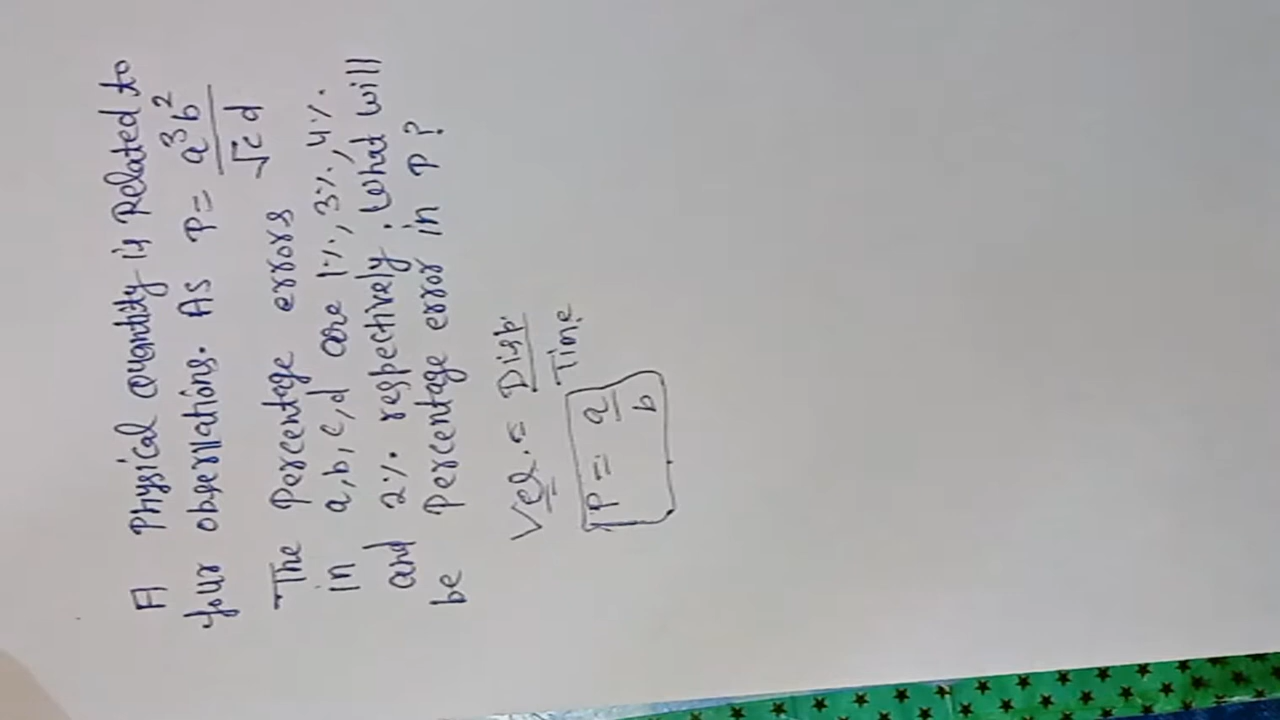 A Physical quantity is Related to
four obserllations. As P = a³b² / √c d
The Percentage errors
in a, b, c, d are 1%, 3%, 4%
and 2% respectively. What will
be Percentage error in P?
Vel. = Disp. / Time
P = a / b